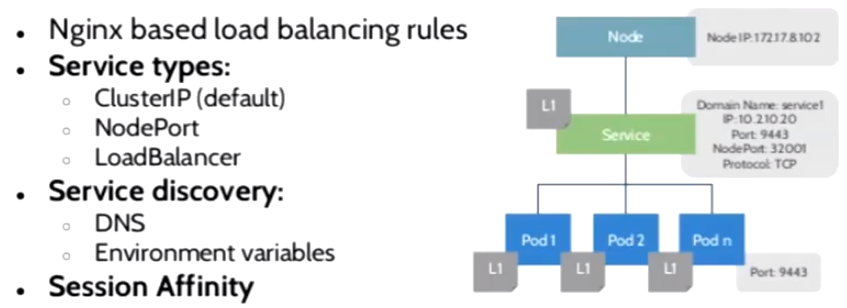 Nginx based load balancing rules
Service types:
ClusterIP (default)
NodePort
LoadBalancer
Service discovery:
DNS
Environment variables
Session Affinity
Node
Node IP:172.17.8.102
L1
Service
Domain Name: service1
IP:10.2.10.20
Port: 9443
NodePort: 32001
Protocol: TCP
Pod 1
Pod 2
Pod n
L1
L1
L1
Port: 9443